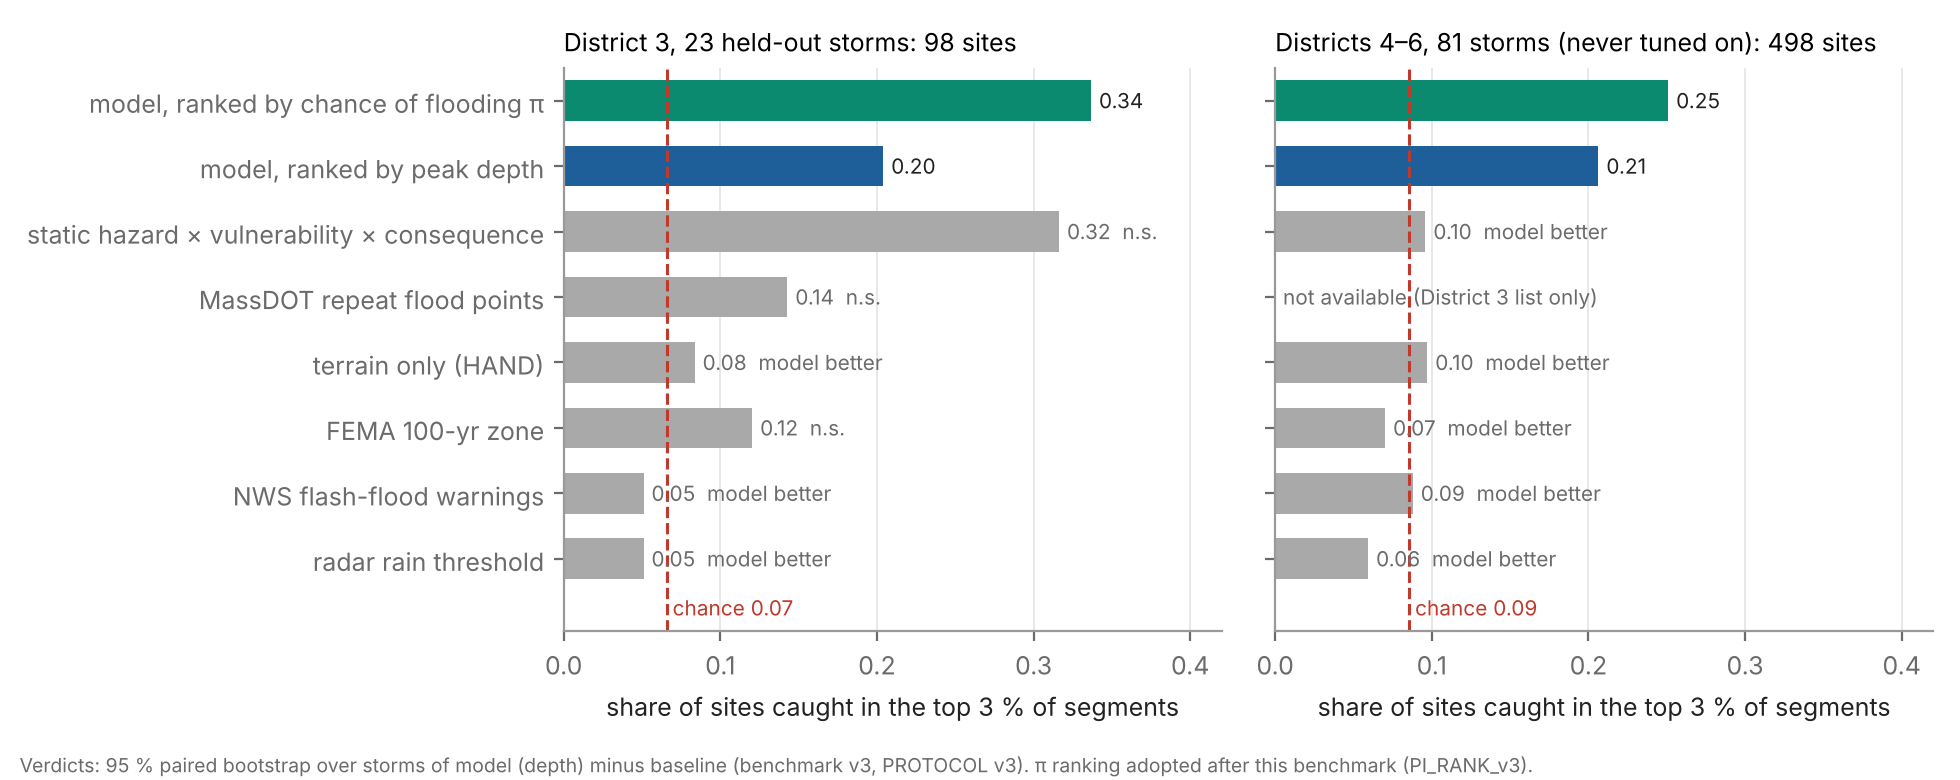 District 3, 23 held-out storms: 98 sites
Districts 4–6, 81 storms (never tuned on): 498 sites
model, ranked by chance of flooding π
0.34
0.25
model, ranked by peak depth
0.20
0.21
static hazard × vulnerability × consequence
0.32 n.s.
0.10 model better
MassDOT repeat flood points
0.14 n.s.
not available (District 3 list only)
terrain only (HAND)
0.08 model better
0.10 model better
FEMA 100-yr zone
0.12 n.s.
0.07 model better
NWS flash-flood warnings
0.05 model better
0.09 model better
radar rain threshold
0.05 model better
0.06 model better
chance 0.07
chance 0.09
0.0 0.1 0.2 0.3 0.4
0.0 0.1 0.2 0.3 0.4
share of sites caught in the top 3 % of segments
share of sites caught in the top 3 % of segments
Verdicts: 95 % paired bootstrap over storms of model (depth) minus baseline (benchmark v3, PROTOCOL v3). π ranking adopted after this benchmark (PI_RANK_v3).